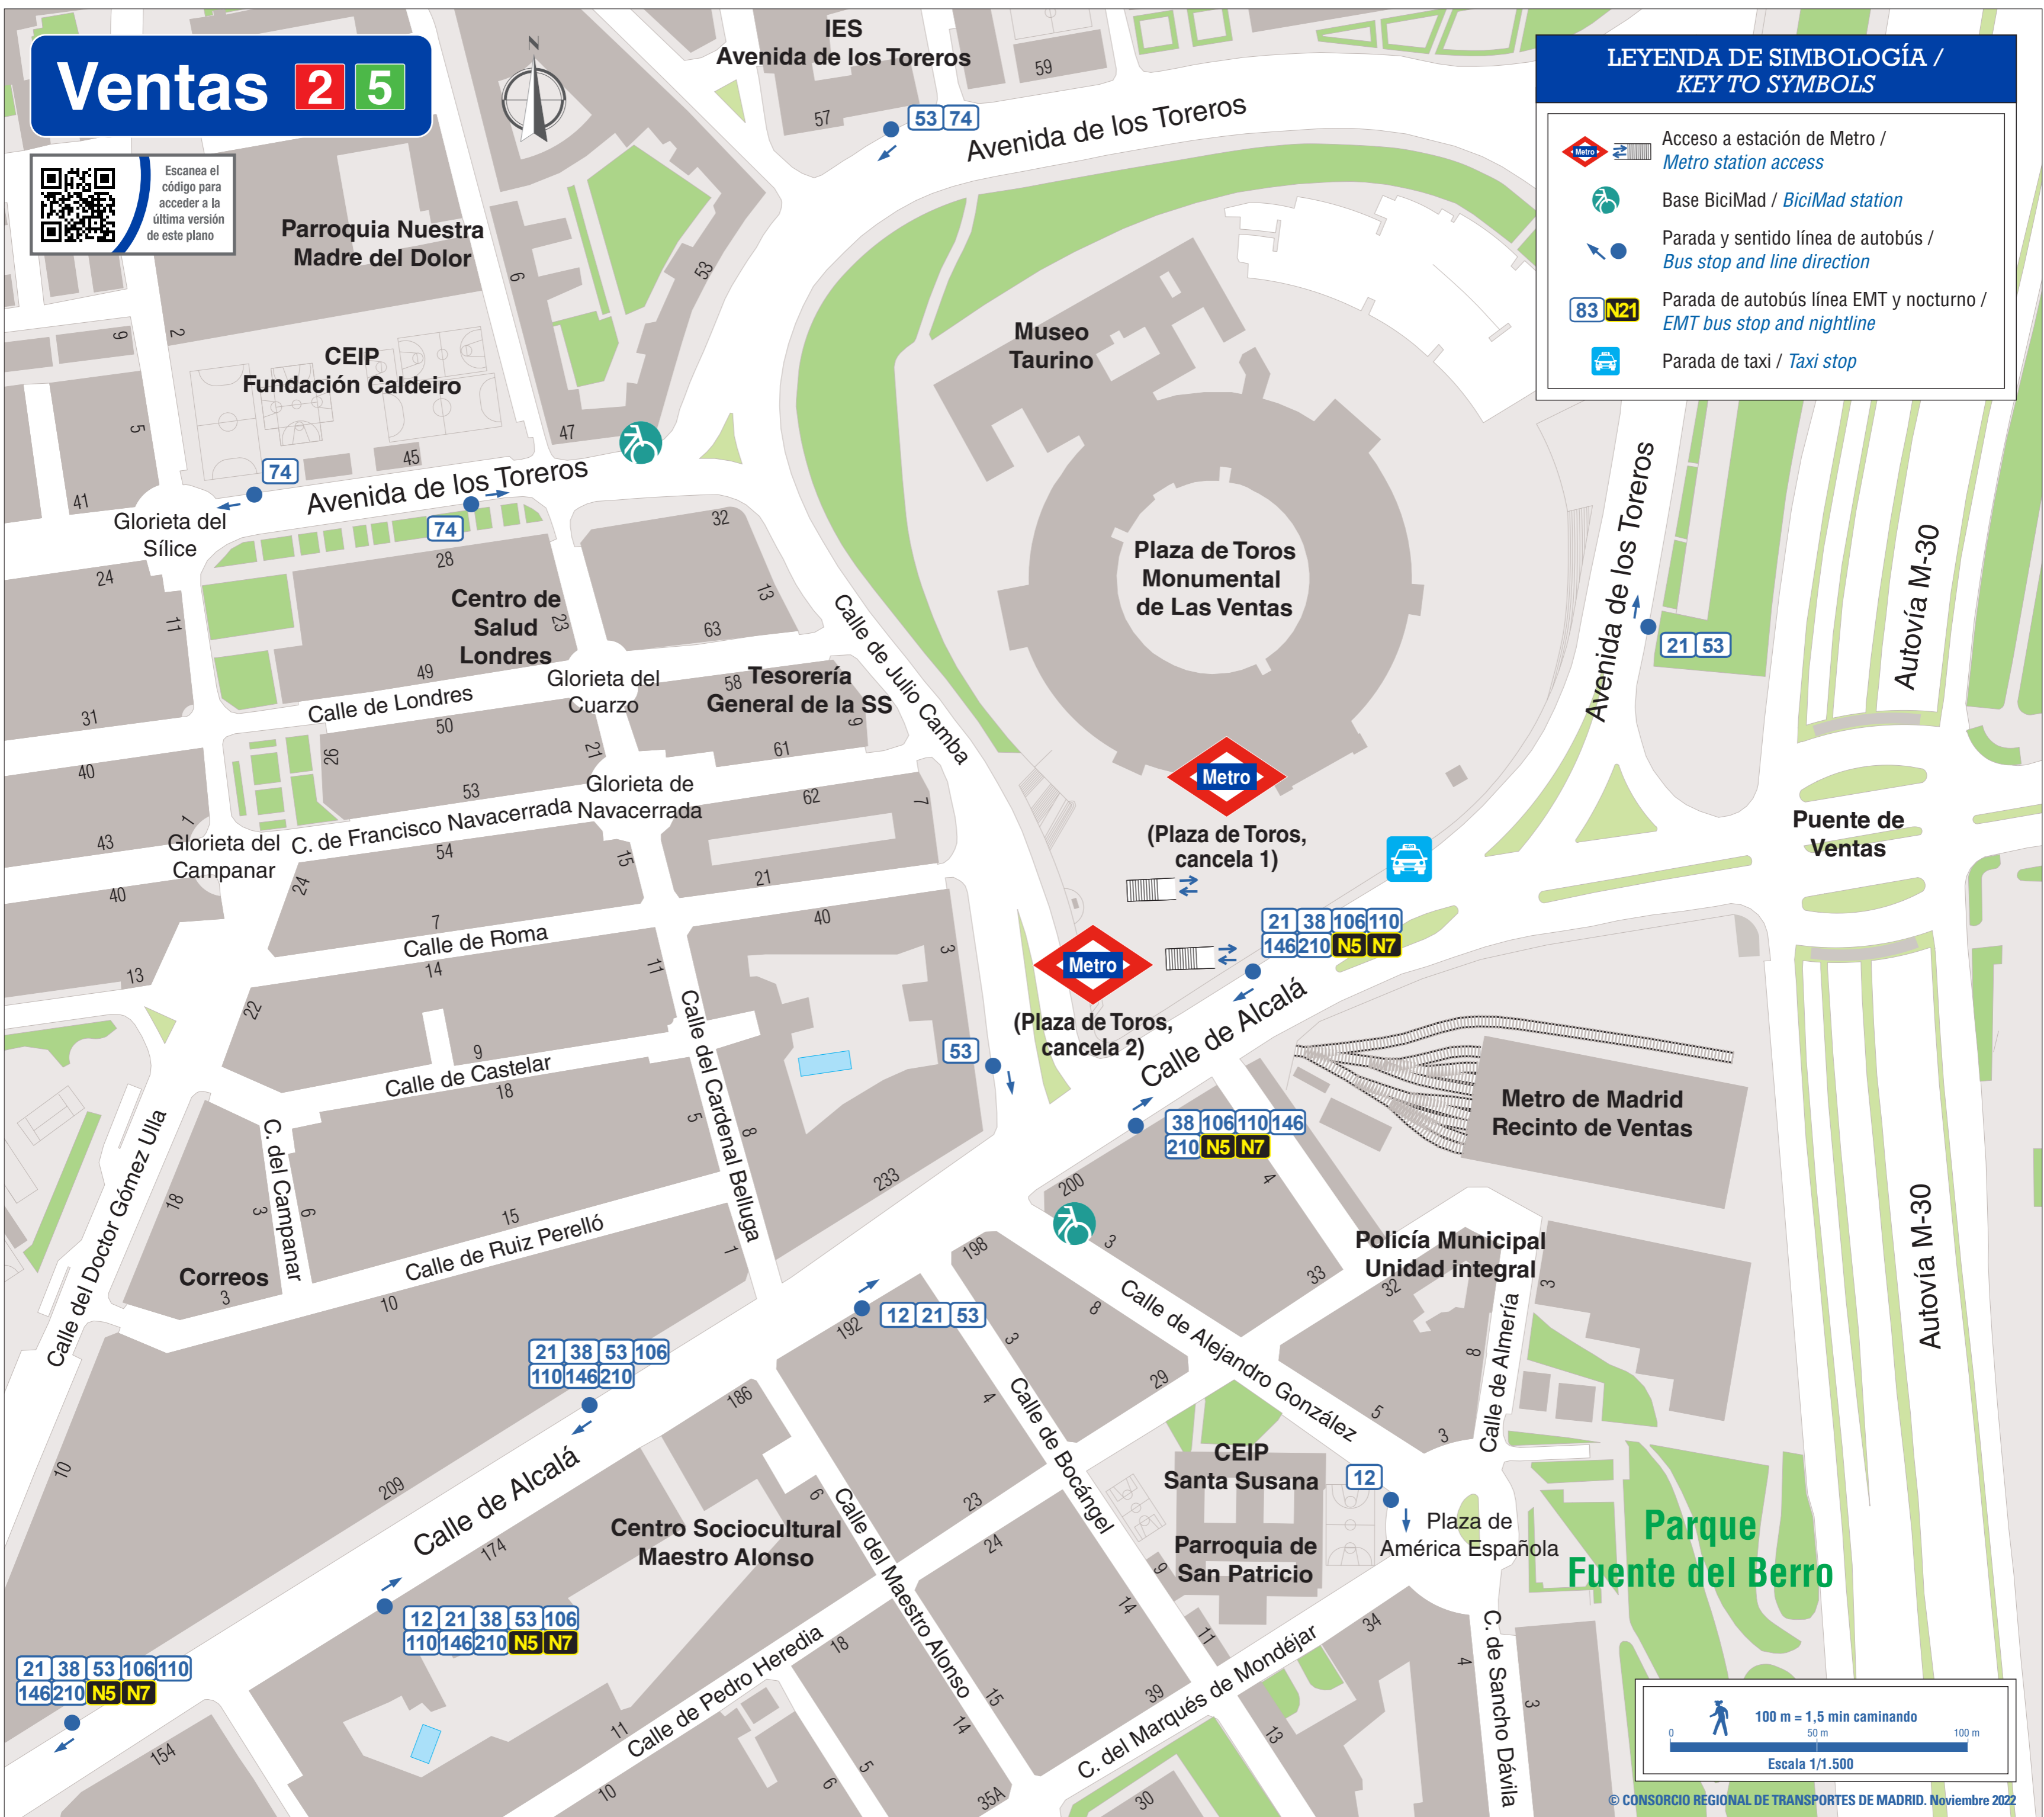 Ventas 2 5
Escanea el
código para
acceder a la
última versión
de este plano
N
IES
Avenida de los Toreros
59
57
53 74
Avenida de los Toreros
LEYENDA DE SIMBOLOGÍA /
KEY TO SYMBOLS
Metro
Acceso a estación de Metro /
Metro station access
Base BiciMad / BiciMad station
Parada y sentido línea de autobús /
Bus stop and line direction
83 N21
Parada de autobús línea EMT y nocturno /
EMT bus stop and nightline
Parada de taxi / Taxi stop
Parroquia Nuestra
Madre del Dolor
6
53
9
2
5
CEIP
Fundación Caldeiro
47
45
41
74
Avenida de los Toreros
74
Glorieta del
Sílice
Museo
Taurino
Plaza de Toros
Monumental
de Las Ventas
Avenida de los Toreros
21 53
Autovía M-30
24
11
28
32
13
Centro de
Salud
Londres
23
63
49
Calle de Londres
Glorieta del
Cuarzo
58
Tesorería
General de la SS
9
Calle de Julio Camba
31
40
50
26
21
61
53
Glorieta de
Navacerrada
62
7
C. de Francisco Navacerrada
1
43
Glorieta del
Campanar
54
24
15
21
40
40
3
7
Calle de Roma
14
11
13
22
Metro
(Plaza de Toros,
cancela 1)
Metro
(Plaza de Toros,
cancela 2)
21 38 106 110
146 210 N5 N7
Calle de Alcalá
Puente de
Ventas
53
9
Calle de Castelar
18
5
8
Calle del Cardenal Belluga
38 106 110 146
210 N5 N7
Metro de Madrid
Recinto de Ventas
Calle del Doctor Gómez Ulla
18
C. del Campanar
3
6
15
Calle de Ruiz Perelló
Correos
3
10
1
233
200
4
3
198
33
32
Policía Municipal
Unidad integral
3
8
Calle de Almería
Autovía M-30
192
12 21 53
3
8
Calle de Alejandro González
21 38 53 106
110 146 210
186
4
29
5
3
Calle de Bocángel
10
209
Calle de Alcalá
174
6
Centro Sociocultural
Maestro Alonso
Calle del Maestro Alonso
23
24
CEIP
Santa Susana
12
Parroquia de
San Patricio
9
Plaza de
América Española
Parque
Fuente del Berro
12 21 38 53 106
110 146 210 N5 N7
21 38 53 106 110
146 210 N5 N7
154
14
11
34
C. del Marqués de Mondéjar
39
13
4
C. de Sancho Dávila
3
18
Calle de Pedro Heredia
11
10
15
14
5
6
35A
30
100 m = 1,5 min caminando
0 50 m 100 m
Escala 1/1.500
© CONSORCIO REGIONAL DE TRANSPORTES DE MADRID. Noviembre 2022